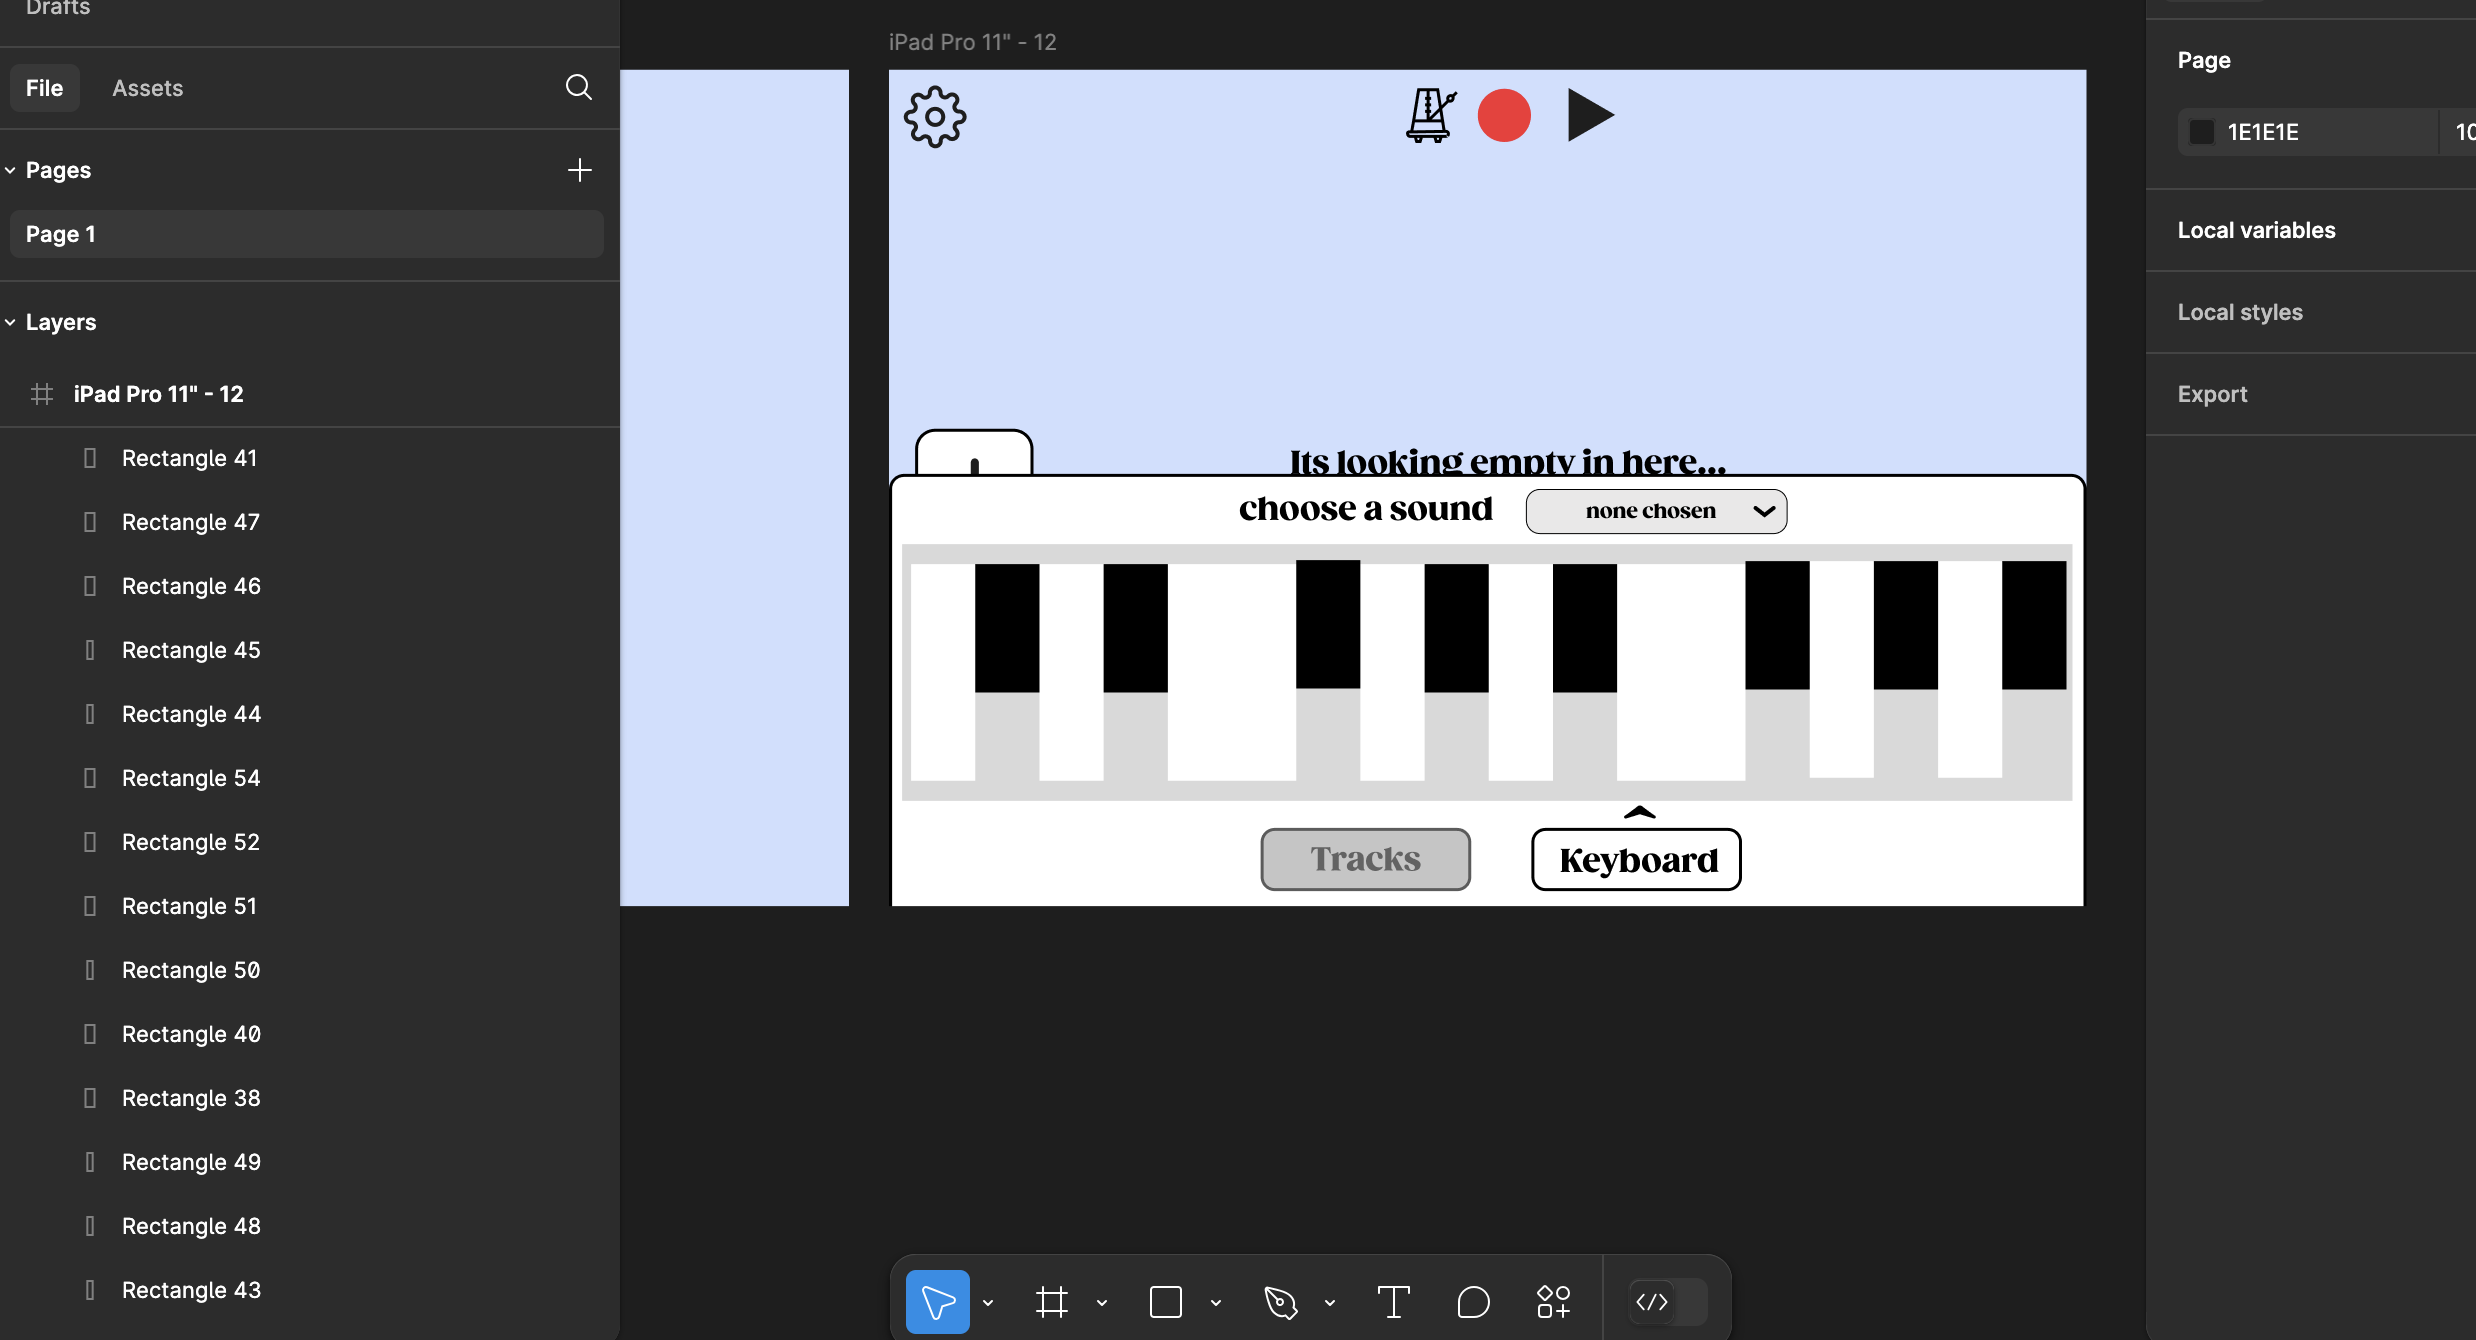 Drafts
File
Assets
Pages
Page 1
Layers
iPad Pro 11" - 12
Rectangle 41
Rectangle 47
Rectangle 46
Rectangle 45
Rectangle 44
Rectangle 54
Rectangle 52
Rectangle 51
Rectangle 50
Rectangle 40
Rectangle 38
Rectangle 49
Rectangle 48
Rectangle 43
iPad Pro 11" - 12
Its looking empty in here...
choose a sound
none chosen
Tracks
Keyboard
Page
1E1E1E
10
Local variables
Local styles
Export